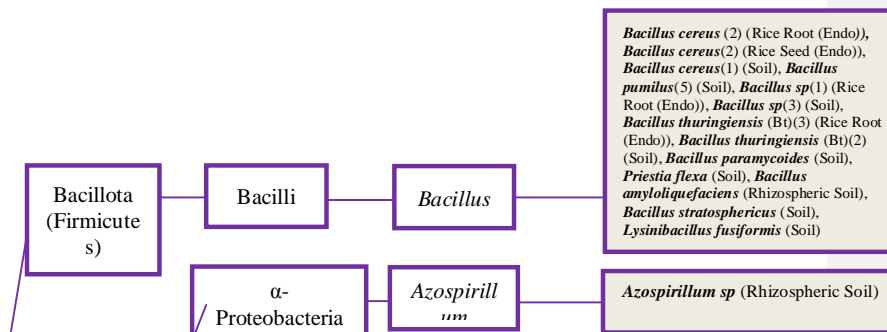 Bacillus cereus (2) (Rice Root (Endo)),
Bacillus cereus(2) (Rice Seed (Endo)),
Bacillus cereus(1) (Soil), Bacillus
pumilus(5) (Soil), Bacillus sp(1) (Rice
Root (Endo)), Bacillus sp(3) (Soil),
Bacillus thuringiensis (Bt)(3) (Rice Root
(Endo)), Bacillus thuringiensis (Bt)(2)
(Soil), Bacillus paramycoides (Soil),
Priestia flexa (Soil), Bacillus
amyloliquefaciens (Rhizospheric Soil),
Bacillus stratosphericus (Soil),
Lysinibacillus fusiformis (Soil)
Bacillota
(Firmicute
s)
Bacilli
Bacillus
α-
Proteobacteria
Azospirill
um
Azospirillum sp (Rhizospheric Soil)